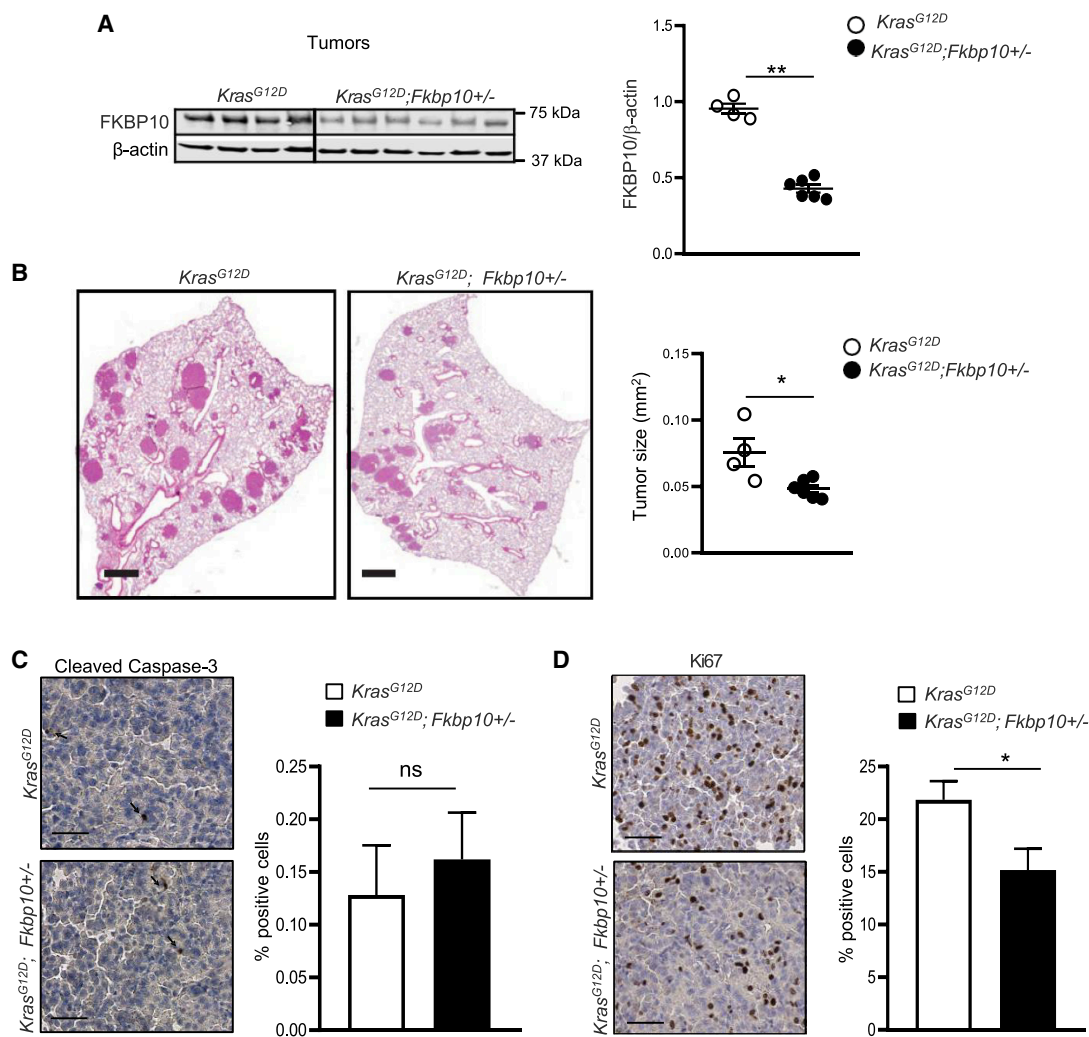 A
Tumors
KrasG12D
KrasG12D;Fkbp10+/-
FKBP10
β-actin
75 kDa
37 kDa
KrasG12D
KrasG12D;Fkbp10+/-
FKBP10/β-actin
1.5
1.0
0.5
0.0
**
B
KrasG12D
KrasG12D; Fkbp10+/-
KrasG12D
KrasG12D;Fkbp10+/-
Tumor size (mm²)
0.15
0.10
0.05
0.00
*
C
Cleaved Caspase-3
KrasG12D
KrasG12D; Fkbp10+/-
KrasG12D
KrasG12D; Fkbp10+/-
% positive cells
0.25
0.20
0.15
0.10
0.05
0.00
ns
D
Ki67
KrasG12D
KrasG12D; Fkbp10+/-
KrasG12D
KrasG12D; Fkbp10+/-
% positive cells
25
20
15
10
5
0
*